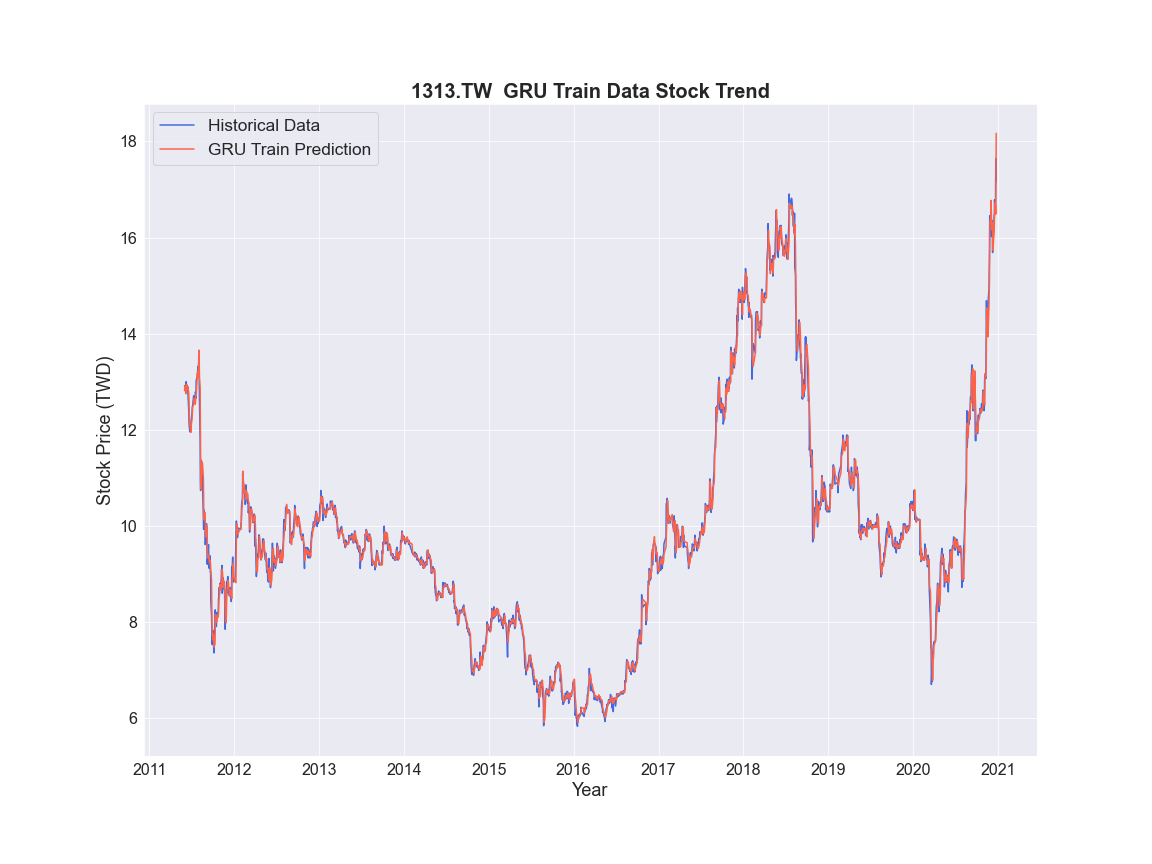 1313.TW  GRU Train Data Stock Trend
Historical Data
GRU Train Prediction
Stock Price (TWD)
18
16
14
12
10
8
6
2011 2012 2013 2014 2015 2016 2017 2018 2019 2020 2021
Year